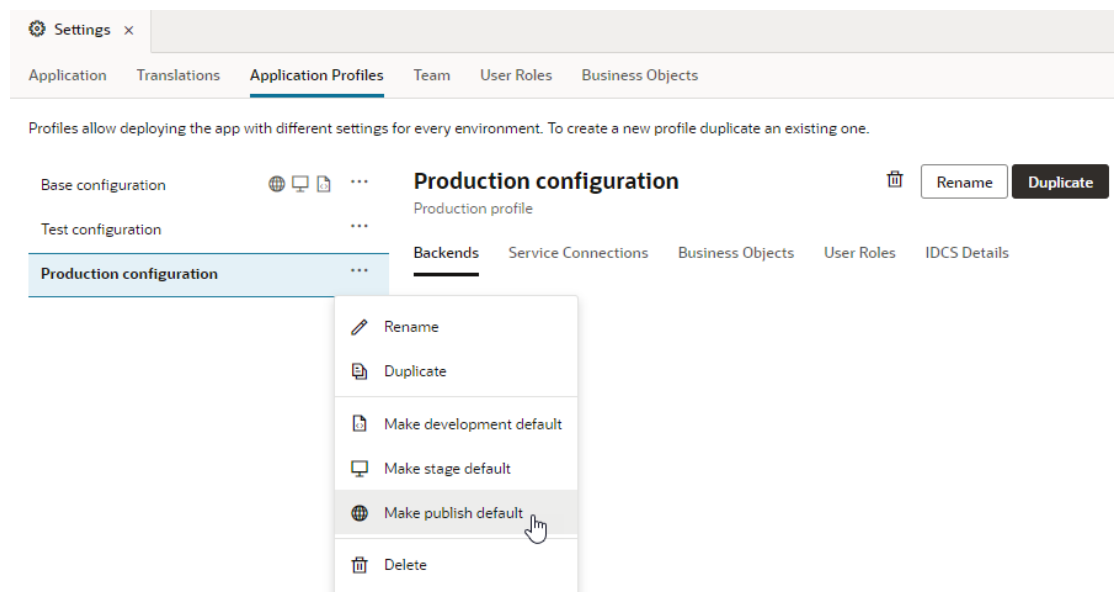 Settings ×
Application Translations Application Profiles Team User Roles Business Objects
Profiles allow deploying the app with different settings for every environment. To create a new profile duplicate an existing one.
Base configuration ...
Test configuration ...
Production configuration ...
Production configuration
Rename Duplicate
Production profile
Backends Service Connections Business Objects User Roles IDCS Details
Rename
Duplicate
Make development default
Make stage default
Make publish default
Delete